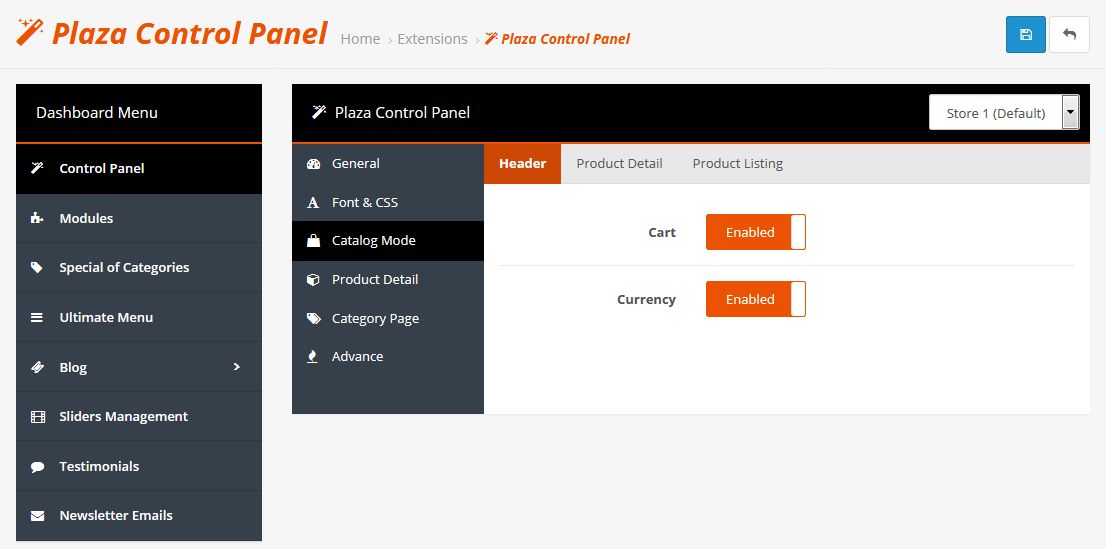 Plaza Control Panel
Home › Extensions › Plaza Control Panel
Dashboard Menu
Control Panel
Modules
Special of Categories
Ultimate Menu
Blog
Sliders Management
Testimonials
Newsletter Emails
Plaza Control Panel
Store 1 (Default)
General
Font & CSS
Catalog Mode
Product Detail
Category Page
Advance
Header Product Detail Product Listing
Cart Enabled
Currency Enabled